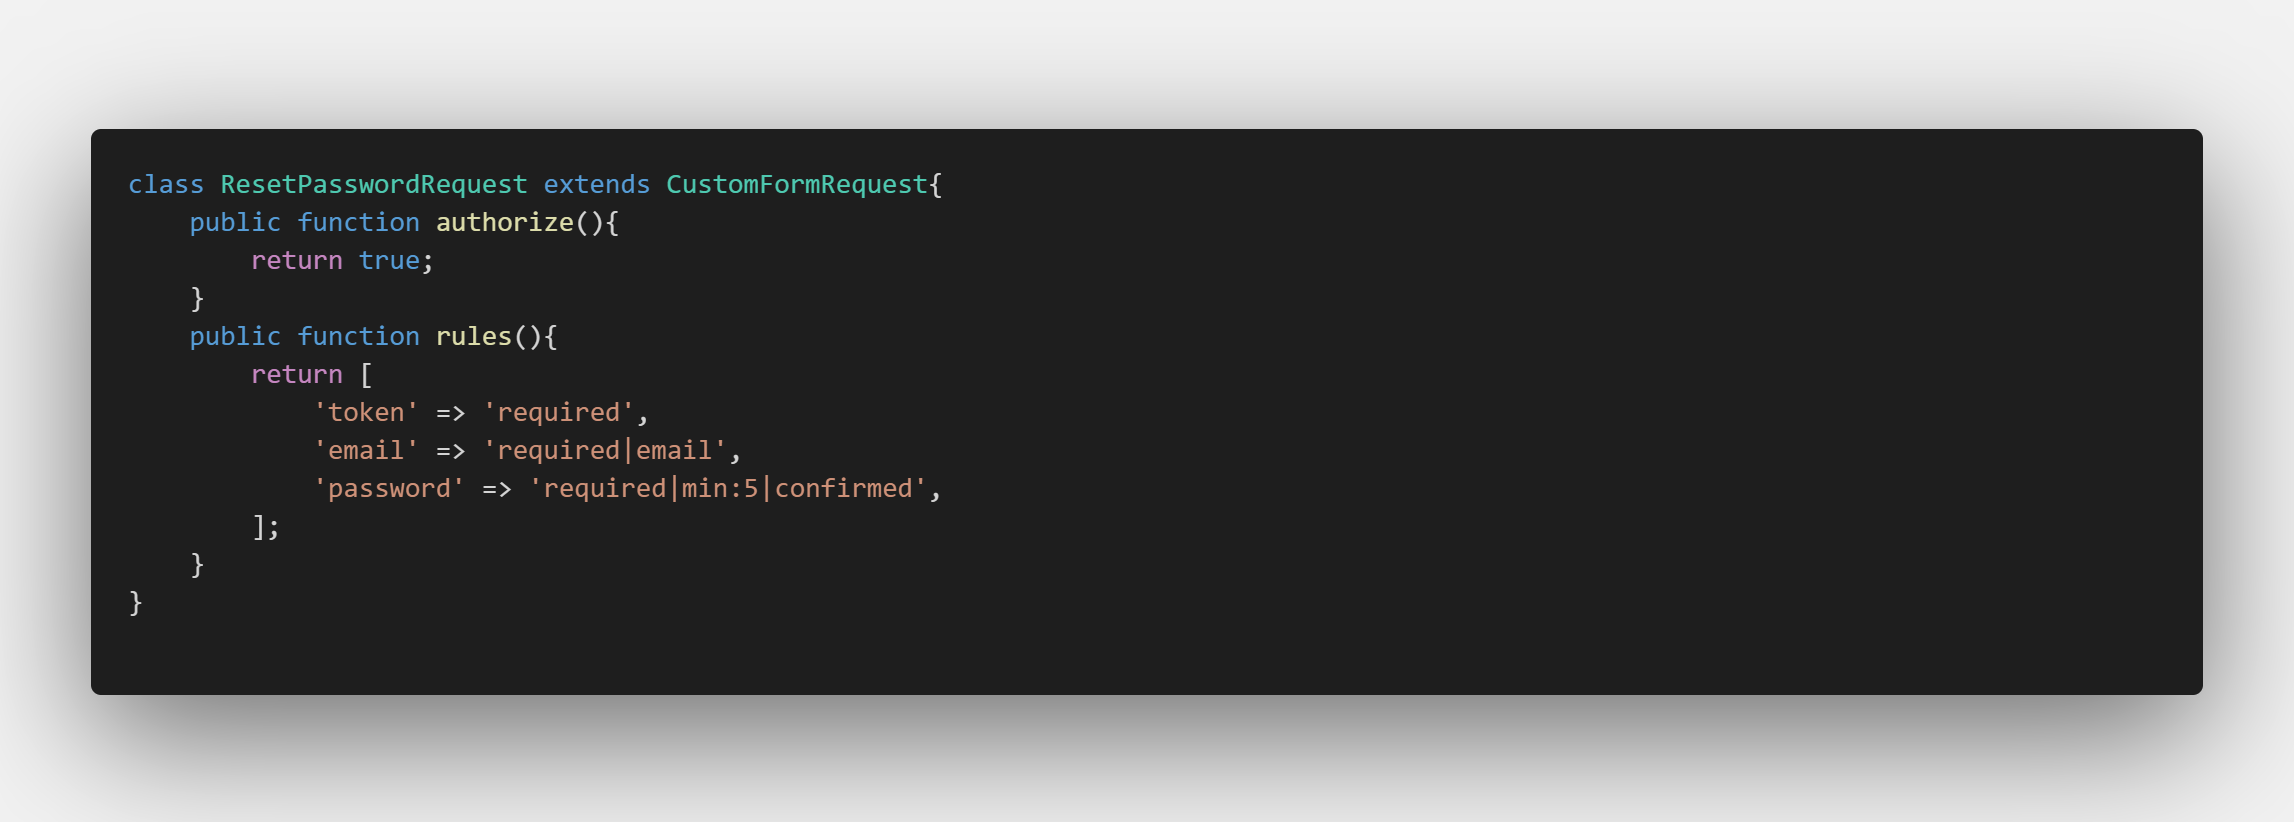 class ResetPasswordRequest extends CustomFormRequest{
    public function authorize(){
        return true;
    }
    public function rules(){
        return [
            'token' => 'required',
            'email' => 'required|email',
            'password' => 'required|min:5|confirmed',
        ];
    }
}